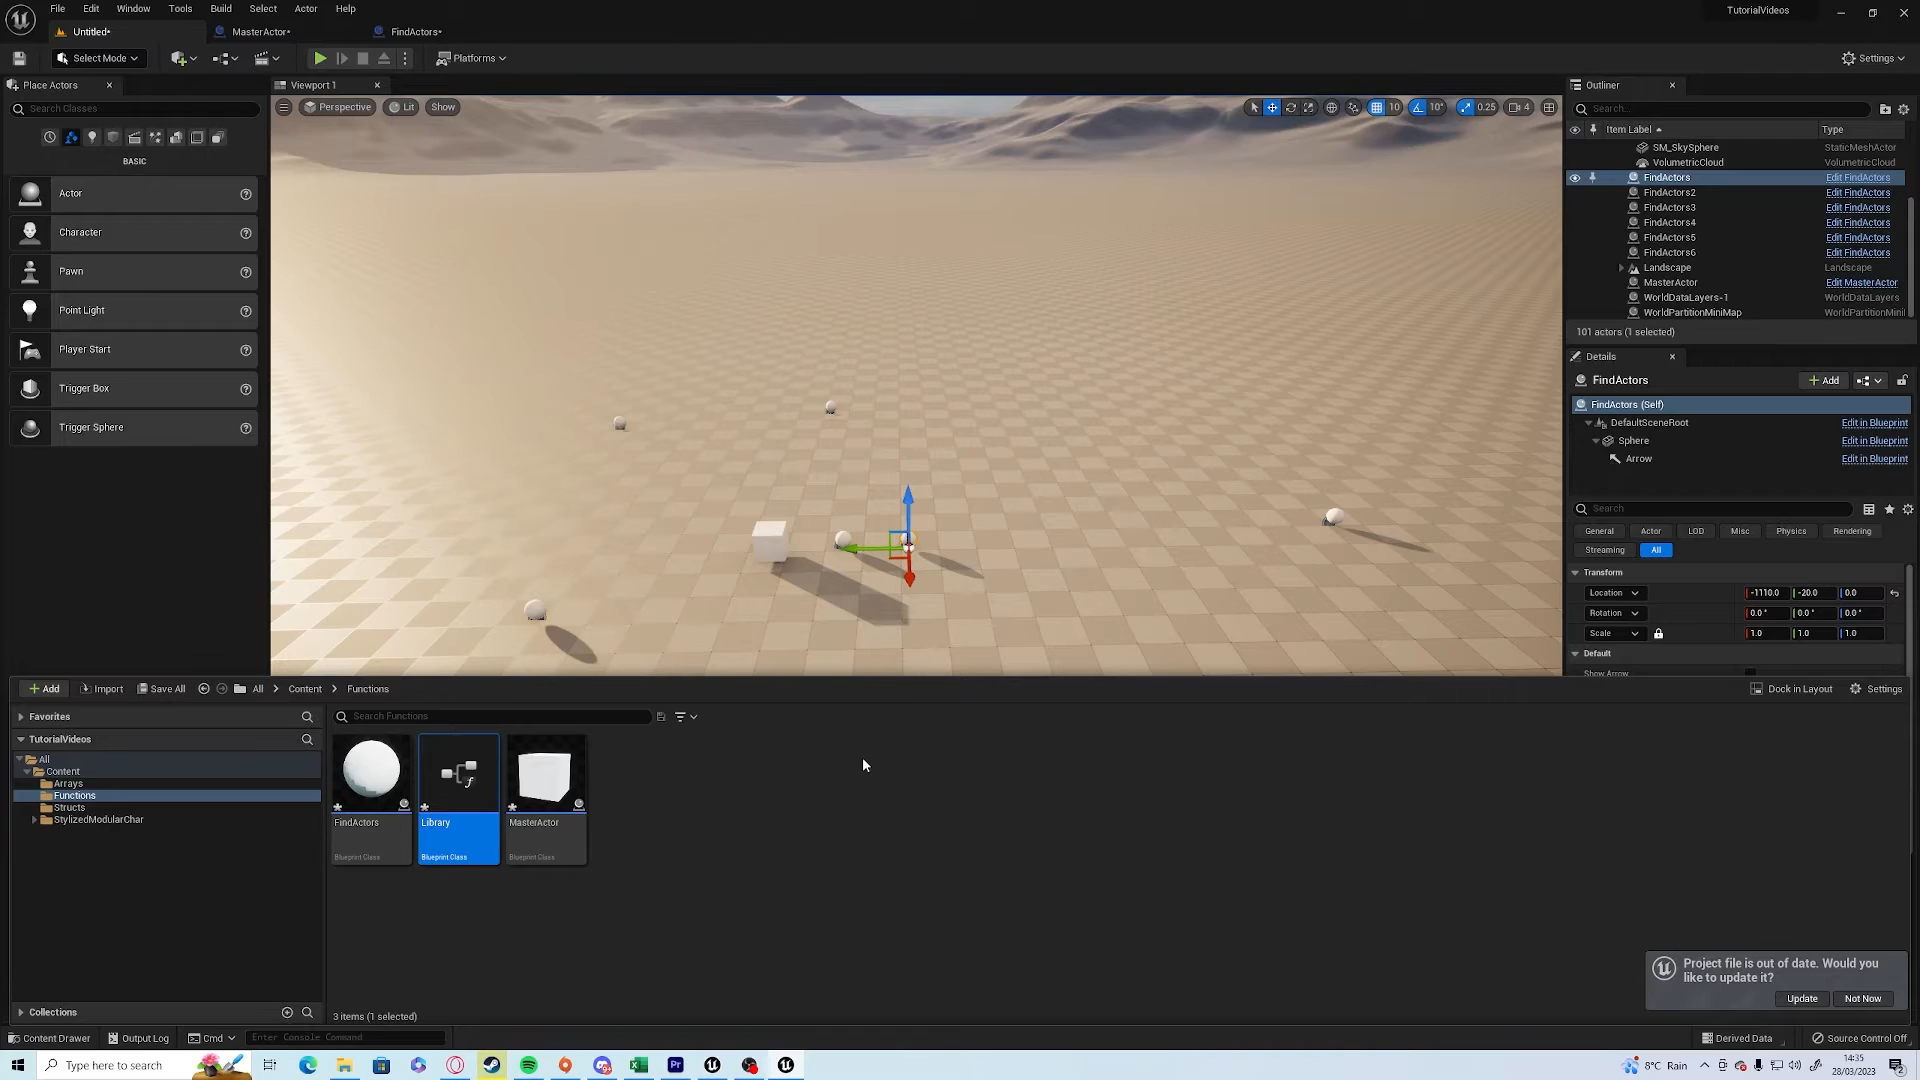 File Edit Window Tools Build Select Actor Help
TutorialVideos
Untitled* MasterActor* FindActors*
Select Mode Platforms Settings
Place Actors
Search Classes
BASIC
Actor
Character
Pawn
Point Light
Player Start
Trigger Box
Trigger Sphere
Viewport 1
Perspective Lit Show
10 10° 0.25 4
Outliner
Search...
Item Label Type
SM_SkySphere StaticMeshActor
VolumetricCloud VolumetricCloud
FindActors Edit FindActors
FindActors2 Edit FindActors
FindActors3 Edit FindActors
FindActors4 Edit FindActors
FindActors5 Edit FindActors
FindActors6 Edit FindActors
Landscape Landscape
MasterActor Edit MasterActor
WorldDataLayers-1 WorldDataLayers
WorldPartitionMiniMap WorldPartitionMini
101 actors (1 selected)
Details
FindActors Add
FindActors (Self)
DefaultSceneRoot Edit in Blueprint
Sphere Edit in Blueprint
Arrow Edit in Blueprint
Search
General Actor LOD Misc Physics Rendering
Streaming All
Transform
Location -1110.0 -20.0 0.0
Rotation 0.0° 0.0° 0.0°
Scale 1.0 1.0 1.0
Default
Show Arrow
Add Import Save All All Content Functions
Dock in Layout Settings
Favorites
TutorialVideos
All
Content
Arrays
Functions
Structs
StylizedModularChar
Collections
Search Functions
FindActors
Blueprint Class
Library
Blueprint Class
MasterActor
Blueprint Class
3 items (1 selected)
Project file is out of date. Would you
like to update it?
Update Not Now
Content Drawer Output Log Cmd Enter Console Command
Derived Data Source Control Off
Type here to search
Pr
9+
8°C Rain
14:35
28/03/2023
2